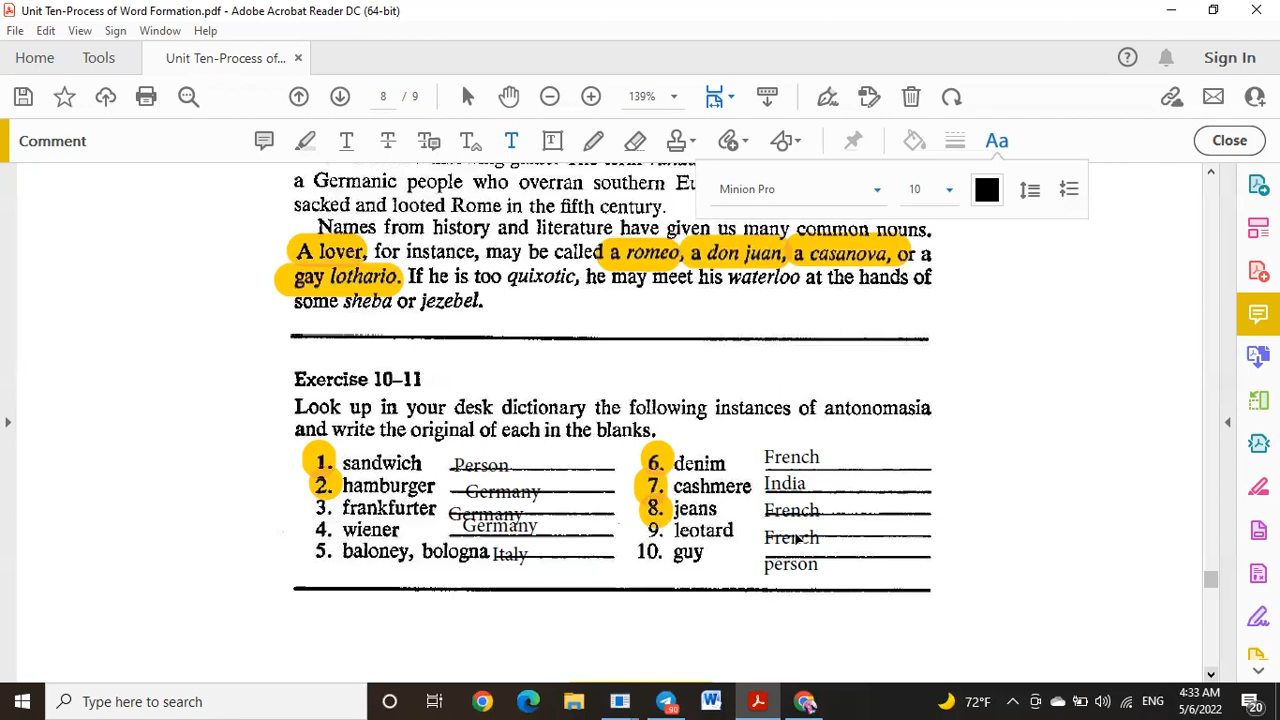 Unit Ten-Process of Word Formation.pdf - Adobe Acrobat Reader DC (64-bit)
File Edit View Sign Window Help
Home Tools Unit Ten-Process of... × Sign In
8 / 9 139%
Comment Close
Minion Pro 10
a Germanic people who overran southern
sacked and looted Rome in the fifth century.
Names from history and literature have given us many common nouns.
A lover, for instance, may be called a romeo, a don juan, a casanova, or a
gay lothario. If he is too quixotic, he may meet his waterloo at the hands of
some sheba or jezebel.
Exercise 10–11
Look up in your desk dictionary the following instances of antonomasia
and write the original of each in the blanks.
1. sandwich Person 6. denim French
2. hamburger Germany 7. cashmere India
3. frankfurter Germany 8. jeans French
4. wiener Germany 9. leotard French
5. baloney, bologna Italy 10. guy person
Type here to search 90 72°F ENG 4:33 AM
5/6/2022 20